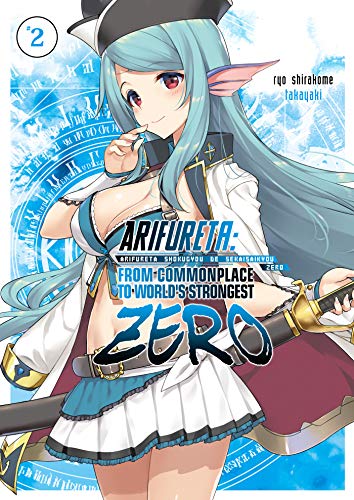 2
ryo shirakome
takayaki
ARIFURETA:
ARIFURETA SHOKUGYOU DE SEKAISAIKYOU
ZERO
FROM COMMONPLACE
TO WORLD'S STRONGEST
ZERO